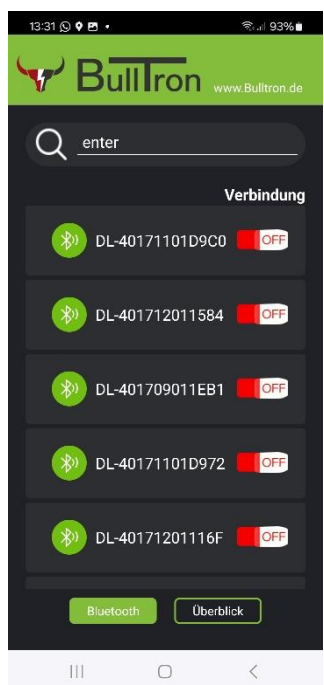 13:31 93%
BullTron www.Bulltron.de
enter
Verbindung
DL-40171101D9C0 OFF
DL-401712011584 OFF
DL-401709011EB1 OFF
DL-40171101D972 OFF
DL-40171201116F OFF
Bluetooth Überblick